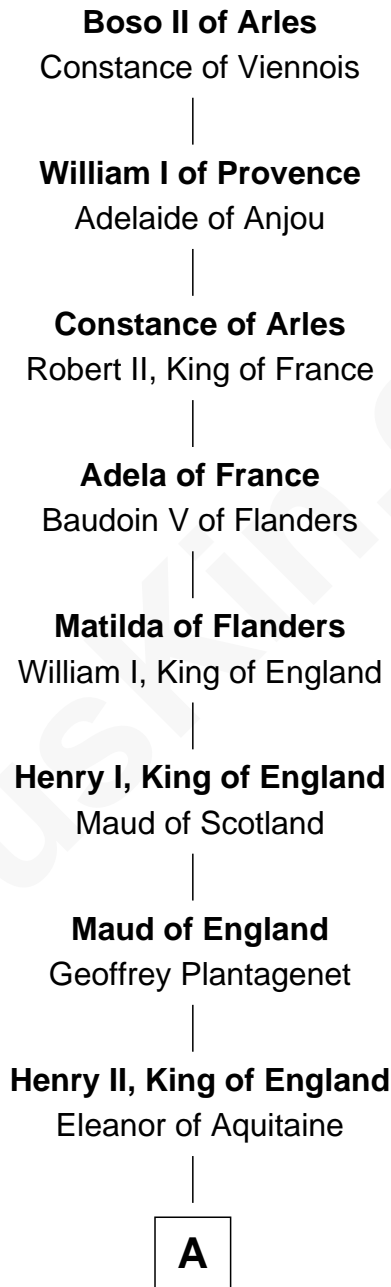 Boso II of Arles
Constance of Viennois
William I of Provence
Adelaide of Anjou
Constance of Arles
Robert II, King of France
Adela of France
Baudoin V of Flanders
Matilda of Flanders
William I, King of England
Henry I, King of England
Maud of Scotland
Maud of England
Geoffrey Plantagenet
Henry II, King of England
Eleanor of Aquitaine
A